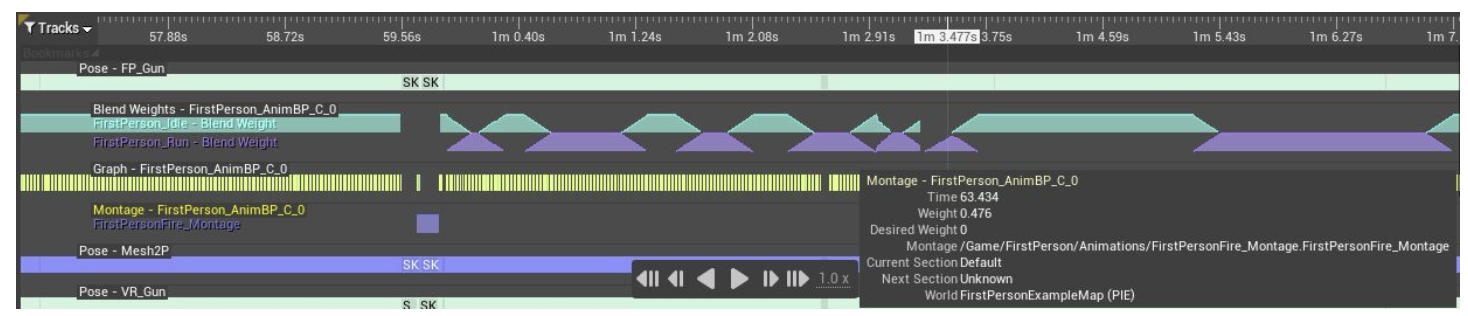 Tracks
57.88s 58.72s 59.56s 1m 0.40s 1m 1.24s 1m 2.08s 1m 2.91s 1m 3.477s 3.75s 1m 4.59s 1m 5.43s 1m 6.27s 1m 7.
Bookmarks
Pose - FP_Gun
SK SK
Blend Weights - FirstPerson_AnimBP_C_0
FirstPerson_Idle - Blend Weight
FirstPerson_Run - Blend Weight
Graph - FirstPerson_AnimBP_C_0
Montage - FirstPerson_AnimBP_C_0
FirstPersonFire_Montage
Pose - Mesh2P
SK SK
Pose - VR_Gun
S SK
1.0 x
Montage - FirstPerson_AnimBP_C_0
Time 63.434
Weight 0.476
Desired Weight 0
Montage /Game/FirstPerson/Animations/FirstPersonFire_Montage.FirstPersonFire_Montage
Current Section Default
Next Section Unknown
World FirstPersonExampleMap (PIE)